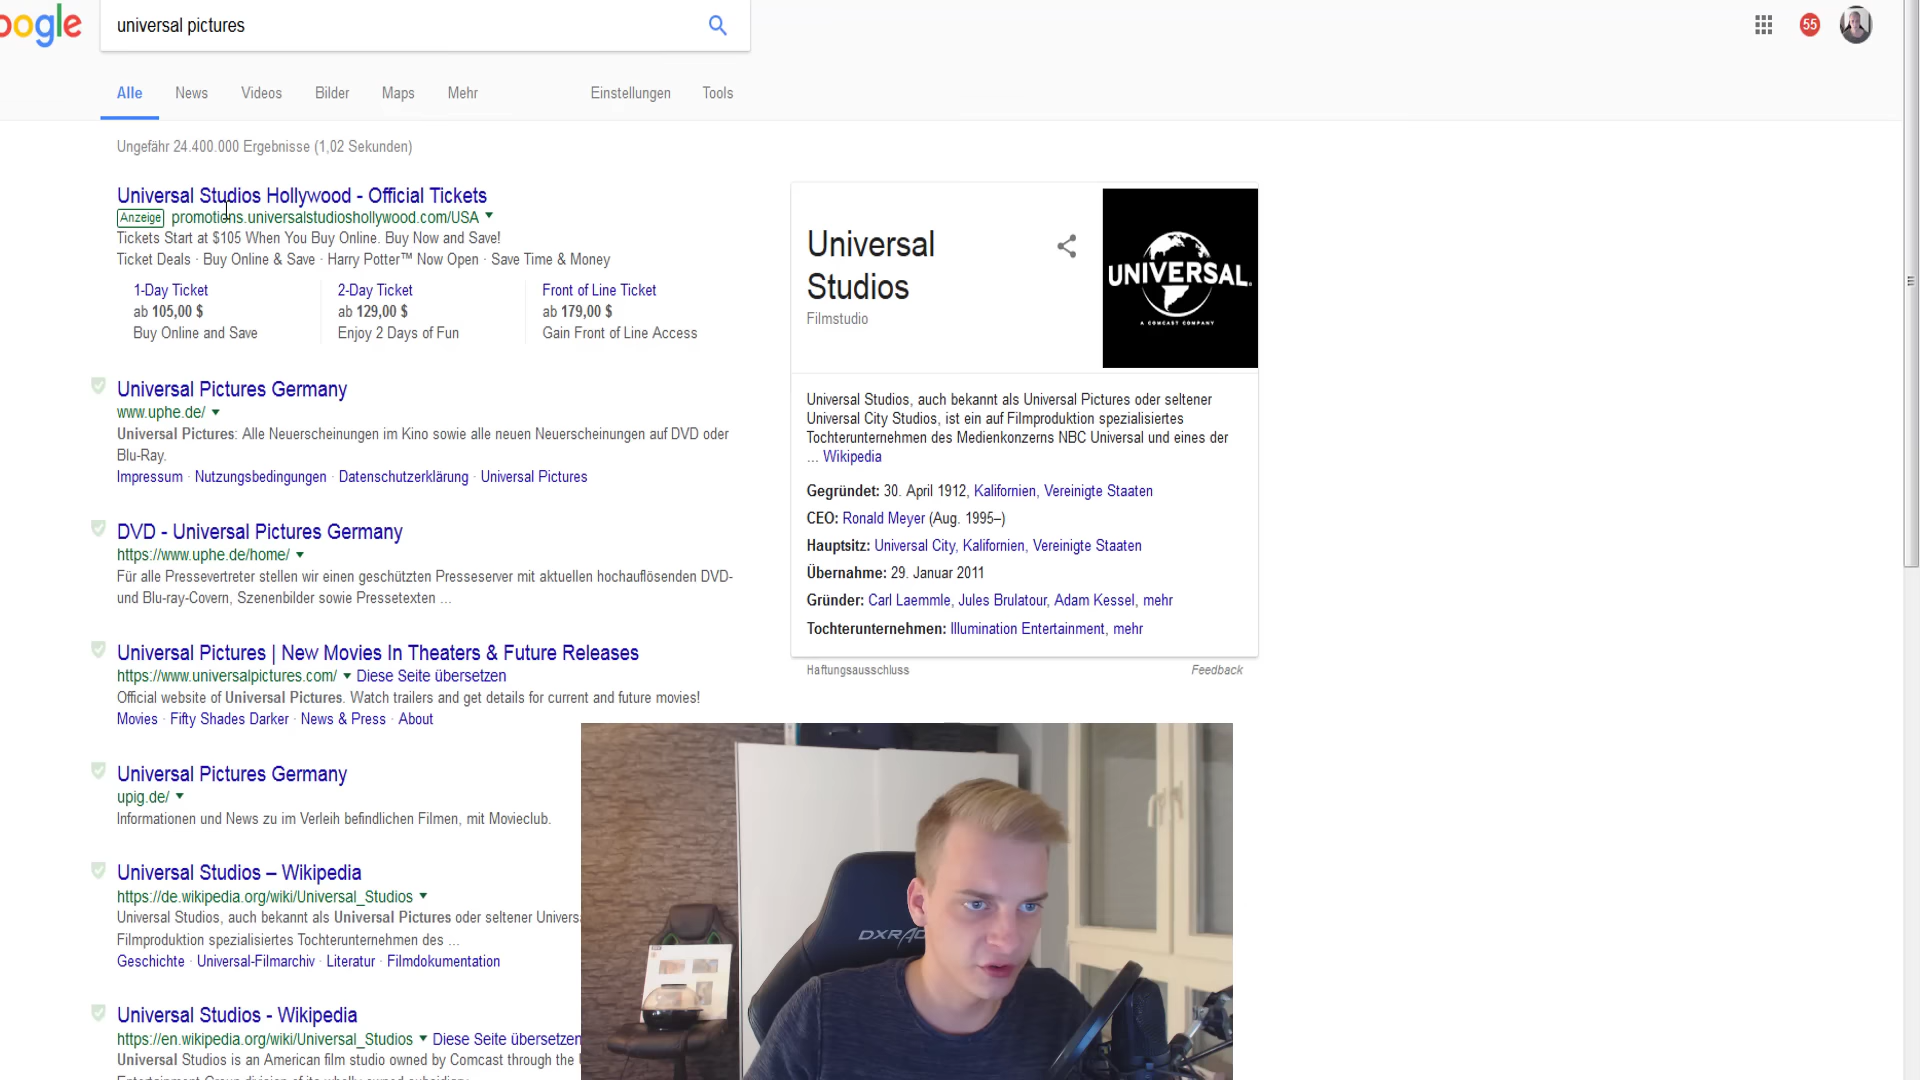 oogle
universal pictures
55
Alle News Videos Bilder Maps Mehr Einstellungen Tools
Ungefähr 24.400.000 Ergebnisse (1,02 Sekunden)
Universal Studios Hollywood - Official Tickets
Anzeige promotions.universalstudioshollywood.com/USA
Tickets Start at $105 When You Buy Online. Buy Now and Save!
Ticket Deals · Buy Online & Save · Harry Potter™ Now Open · Save Time & Money
1-Day Ticket
ab 105,00 $
Buy Online and Save
2-Day Ticket
ab 129,00 $
Enjoy 2 Days of Fun
Front of Line Ticket
ab 179,00 $
Gain Front of Line Access
Universal Pictures Germany
www.uphe.de/
Universal Pictures: Alle Neuerscheinungen im Kino sowie alle neuen Neuerscheinungen auf DVD oder
Blu-Ray.
Impressum · Nutzungsbedingungen · Datenschutzerklärung · Universal Pictures
DVD - Universal Pictures Germany
https://www.uphe.de/home/
Für alle Pressevertreter stellen wir einen geschützten Presseserver mit aktuellen hochauflösenden DVD-
und Blu-ray-Covern, Szenenbilder sowie Pressetexten ...
Universal Pictures | New Movies In Theaters & Future Releases
https://www.universalpictures.com/ Diese Seite übersetzen
Official website of Universal Pictures. Watch trailers and get details for current and future movies!
Movies · Fifty Shades Darker · News & Press · About
Universal Pictures Germany
upig.de/
Informationen und News zu im Verleih befindlichen Filmen, mit Movieclub.
Universal Studios – Wikipedia
https://de.wikipedia.org/wiki/Universal_Studios
Universal Studios, auch bekannt als Universal Pictures oder seltener Univers
Filmproduktion spezialisiertes Tochterunternehmen des ...
Geschichte · Universal-Filmarchiv · Literatur · Filmdokumentation
Universal Studios - Wikipedia
https://en.wikipedia.org/wiki/Universal_Studios Diese Seite übersetzen
Universal Studios is an American film studio owned by Comcast through the
Universal
Studios
Filmstudio
UNIVERSAL
A COMCAST COMPANY
Universal Studios, auch bekannt als Universal Pictures oder seltener
Universal City Studios, ist ein auf Filmproduktion spezialisiertes
Tochterunternehmen des Medienkonzerns NBC Universal und eines der
... Wikipedia
Gegründet: 30. April 1912, Kalifornien, Vereinigte Staaten
CEO: Ronald Meyer (Aug. 1995–)
Hauptsitz: Universal City, Kalifornien, Vereinigte Staaten
Übernahme: 29. Januar 2011
Gründer: Carl Laemmle, Jules Brulatour, Adam Kessel, mehr
Tochterunternehmen: Illumination Entertainment, mehr
Haftungsausschluss Feedback
DXRAC